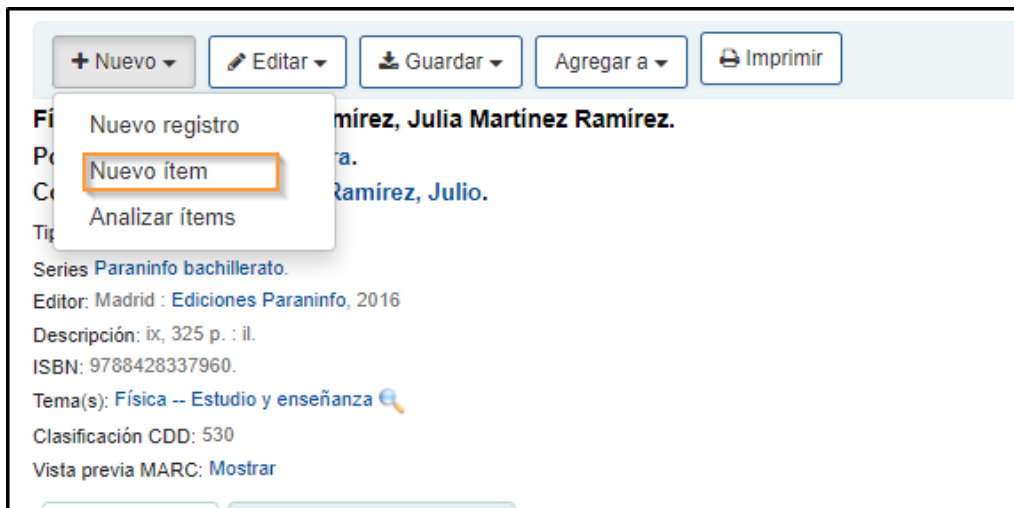 Nuevo Editar Guardar Agregar a Imprimir
Nuevo registro
Nuevo ítem
Analizar ítems
Julia Martínez Ramírez.
Ramírez, Julio.
Series Paraninfo bachillerato.
Editor: Madrid : Ediciones Paraninfo, 2016
Descripción: ix, 325 p. : il.
ISBN: 9788428337960.
Tema(s): Física -- Estudio y enseñanza
Clasificación CDD: 530
Vista previa MARC: Mostrar